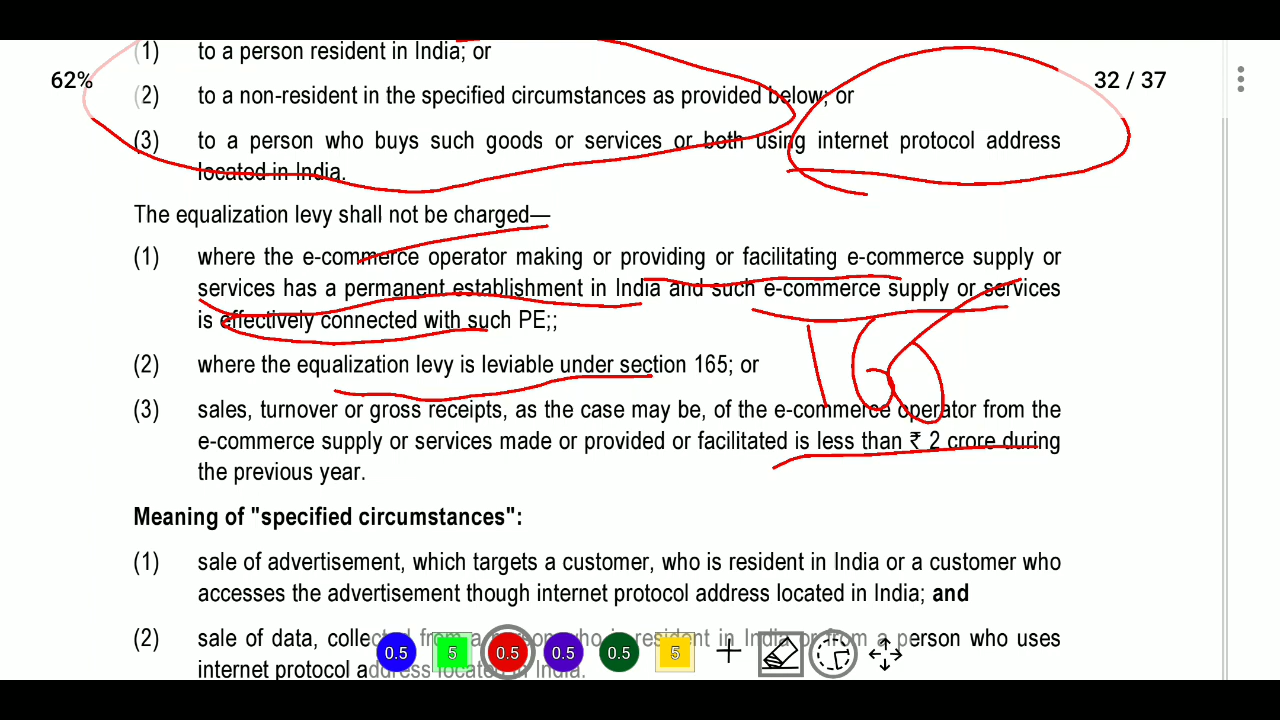 (1) to a person resident in India; or
62%
32 / 37
(2) to a non-resident in the specified circumstances as provided below; or
(3) to a person who buys such goods or services or both using internet protocol address
located in India.
The equalization levy shall not be charged—
(1) where the e-commerce operator making or providing or facilitating e-commerce supply or
services has a permanent establishment in India and such e-commerce supply or services
is effectively connected with such PE;;
(2) where the equalization levy is leviable under section 165; or
(3) sales, turnover or gross receipts, as the case may be, of the e-commerce operator from the
e-commerce supply or services made or provided or facilitated is less than ₹ 2 crore during
the previous year.
Meaning of "specified circumstances":
(1) sale of advertisement, which targets a customer, who is resident in India or a customer who
accesses the advertisement though internet protocol address located in India; and
(2) sale of data, collected from a person who is resident in India or from a person who uses
internet protocol address located in India.
0.5 5 0.5 0.5 0.5 5